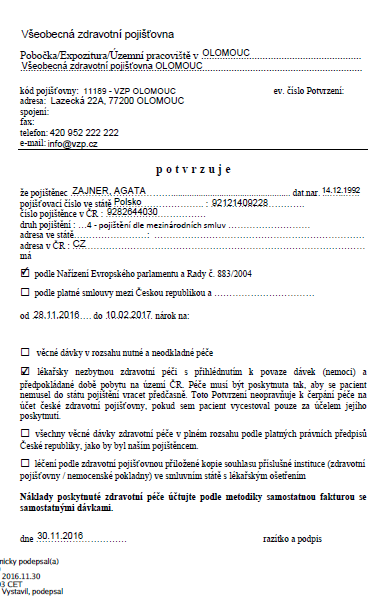 Všeobecná zdravotní pojišťovna
Pobočka/Expozitura/Územní pracoviště v OLOMOUC
Všeobecná zdravotní pojišťovna OLOMOUC
kód pojišťovny: 11189 - VZP OLOMOUC ev. číslo Potvrzení:
adresa: Lazecká 22A, 77200 OLOMOUC
spojení:
fax:
telefon: 420 952 222 222
e-mail: info@vzp.cz
potvrzuje
že pojištěnec ZAJNER, AGATA dat nar. 14.12.1992
pojišťovací číslo ve státě Polsko : 92121409228
číslo pojištěnce v ČR : 9282644030
druh pojištění : ...4 - pojištění dle mezinárodních smluv
adresa ve státě :
adresa v ČR : CZ
má
☑ podle Nařízení Evropského parlamentu a Rady č. 883/2004
☐ podle platné smlouvy mezi Českou republikou a
od 28.11.2016 do 10.02.2017 nárok na:
☐ věcné dávky v rozsahu nutné a neodkladné péče
☑ lékařsky nezbytnou zdravotní péči s přihlédnutím k povaze dávek (nemoci) a
předpokládané době pobytu na území ČR. Péče musí být poskytnuta tak, aby se pacient
nemusel do státu pojištění vracet předčasně. Toto Potvrzení neopravňuje k čerpání péče na
účet české zdravotní pojišťovny, pokud sem pacient vycestoval pouze za účelem jejího
poskytnutí.
☐ všechny věcné dávky zdravotní péče v plném rozsahu podle platných právních předpisů
České republiky, jako by byl naším pojištěncem.
☐ léčení podle zdravotní pojišťovnou přiložené kopie souhlasu příslušné instituce (zdravotní
pojišťovny / nemocenské pokladny) ve smluvním státě s lékařským ošetřením
Náklady poskytnuté zdravotní péče účtujte podle metodiky samostatnou fakturou se
samostatnými dávkami.
dne 30.11.2016 razítko a podpis
nicky podepsal(a)
2016.11.30
03 CET
Vystavil, podepsal